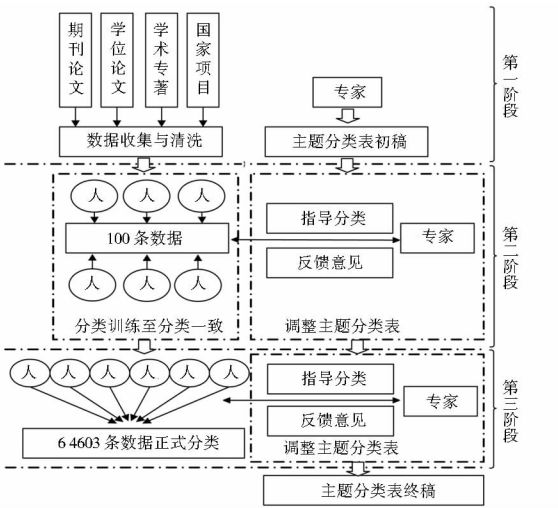 期刊论文
学位论文
学术专著
国家项目
数据收集与清洗
专家
主题分类表初稿
第一阶段
人
人
人
100 条数据
人
人
人
分类训练至分类一致
指导分类
反馈意见
专家
调整主题分类表
第二阶段
人
人
人
人
人
人
6 4603 条数据正式分类
指导分类
反馈意见
专家
调整主题分类表
第三阶段
主题分类表终稿